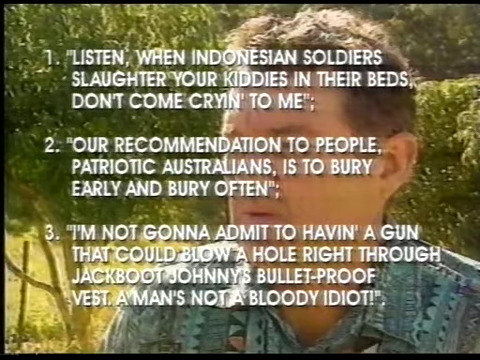 1. "LISTEN, WHEN INDONESIAN SOLDIERS
SLAUGHTER YOUR KIDDIES IN THEIR BEDS,
DON'T COME CRYIN' TO ME";
2. "OUR RECOMMENDATION TO PEOPLE,
PATRIOTIC AUSTRALIANS, IS TO BURY
EARLY AND BURY OFTEN";
3. "I'M NOT GONNA ADMIT TO HAVIN' A GUN
THAT COULD BLOW A HOLE RIGHT THROUGH
JACKBOOT JOHNNY'S BULLET-PROOF
VEST. A MAN'S NOT A BLOODY IDIOT!".